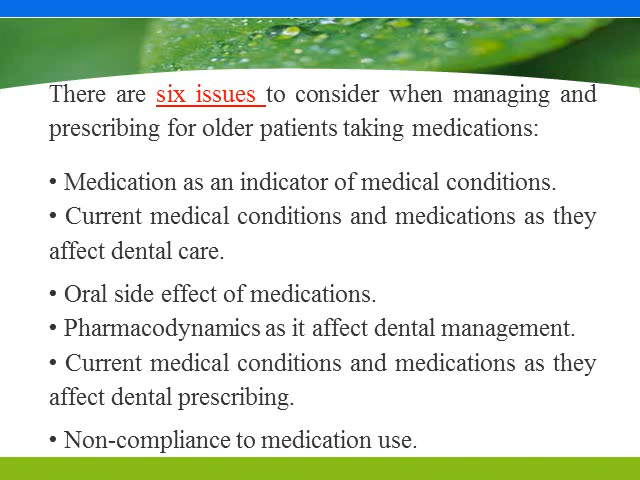 There are six issues to consider when managing and
prescribing for older patients taking medications:
• Medication as an indicator of medical conditions.
• Current medical conditions and medications as they
affect dental care.
• Oral side effect of medications.
• Pharmacodynamics as it affect dental management.
• Current medical conditions and medications as they
affect dental prescribing.
• Non-compliance to medication use.